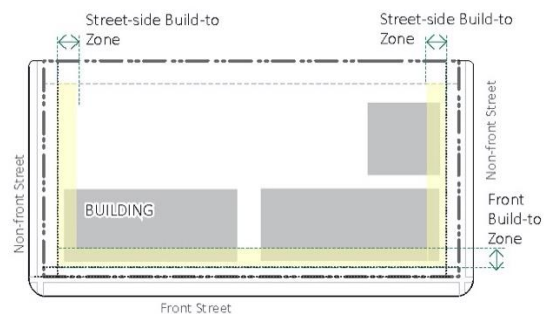 Street-side Build-to
Zone
Street-side Build-to
Zone
Non-front Street
Non-front Street
BUILDING
Front
Build-to
Zone
Front Street